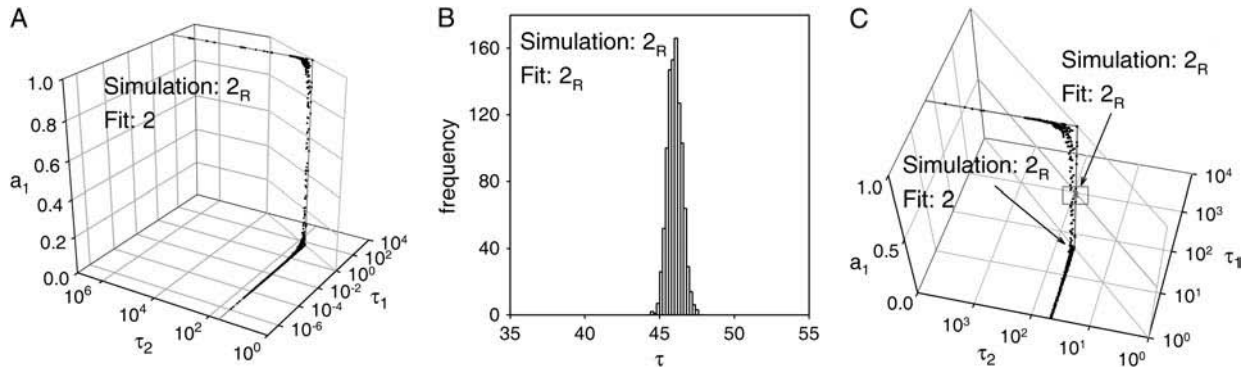 A
Simulation: 2R
Fit: 2
a1
1.0
0.8
0.6
0.4
0.2
0.0
10^6
10^4
10^2
10^0
τ2
10^-6
10^-4
10^-2
10^0
10^2
10^4
τ1
B
Simulation: 2R
Fit: 2R
frequency
160
120
80
40
0
35
40
45
50
55
τ
C
Simulation: 2R
Fit: 2R
Simulation: 2R
Fit: 2
a1
1.0
0.5
0.0
10^3
10^2
10^1
10^0
τ2
10^4
10^3
10^2
10^1
10^0